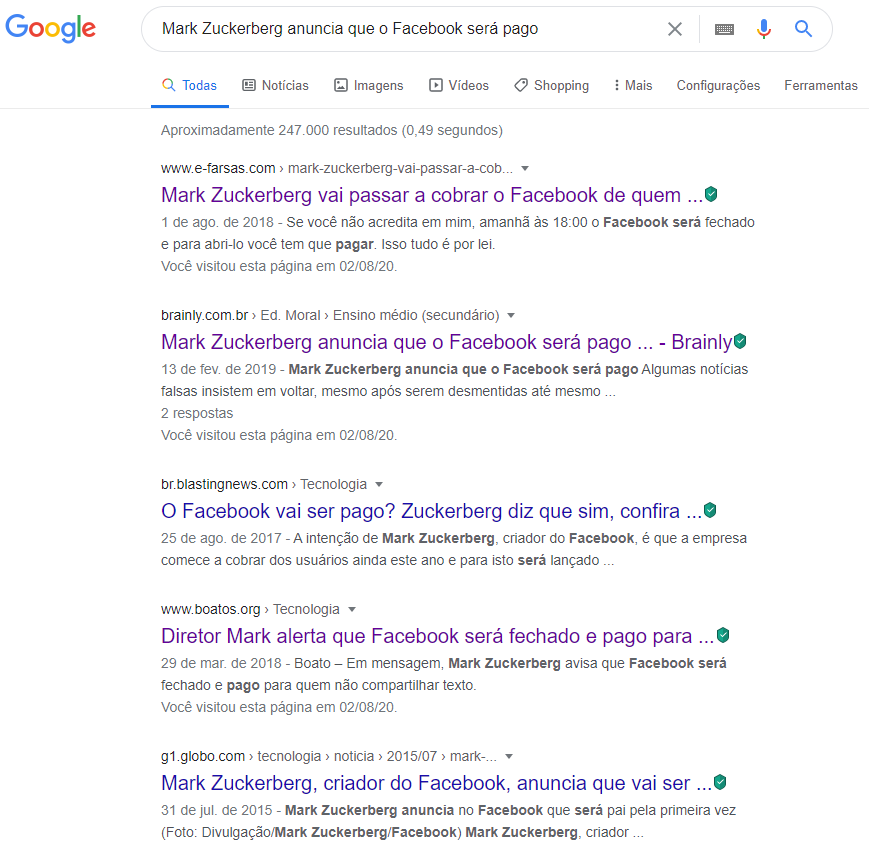 Google
Mark Zuckerberg anuncia que o Facebook será pago
Todas Notícias Imagens Vídeos Shopping Mais Configurações Ferramentas
Aproximadamente 247.000 resultados (0,49 segundos)
www.e-farsas.com › mark-zuckerberg-vai-passar-a-cob...
Mark Zuckerberg vai passar a cobrar o Facebook de quem ...
1 de ago. de 2018 - Se você não acredita em mim, amanhã às 18:00 o Facebook será fechado
e para abri-lo você tem que pagar. Isso tudo é por lei.
Você visitou esta página em 02/08/20.
brainly.com.br › Ed. Moral › Ensino médio (secundário)
Mark Zuckerberg anuncia que o Facebook será pago ... - Brainly
13 de fev. de 2019 - Mark Zuckerberg anuncia que o Facebook será pago Algumas notícias
falsas insistem em voltar, mesmo após serem desmentidas até mesmo ...
2 respostas
Você visitou esta página em 02/08/20.
br.blastingnews.com › Tecnologia
O Facebook vai ser pago? Zuckerberg diz que sim, confira ...
25 de ago. de 2017 - A intenção de Mark Zuckerberg, criador do Facebook, é que a empresa
comece a cobrar dos usuários ainda este ano e para isto será lançado ...
www.boatos.org › Tecnologia
Diretor Mark alerta que Facebook será fechado e pago para ...
29 de mar. de 2018 - Boato – Em mensagem, Mark Zuckerberg avisa que Facebook será
fechado e pago para quem não compartilhar texto.
Você visitou esta página em 02/08/20.
g1.globo.com › tecnologia › noticia › 2015/07 › mark-...
Mark Zuckerberg, criador do Facebook, anuncia que vai ser ...
31 de jul. de 2015 - Mark Zuckerberg anuncia no Facebook que será pai pela primeira vez
(Foto: Divulgação/Mark Zuckerberg/Facebook) Mark Zuckerberg, criador ...